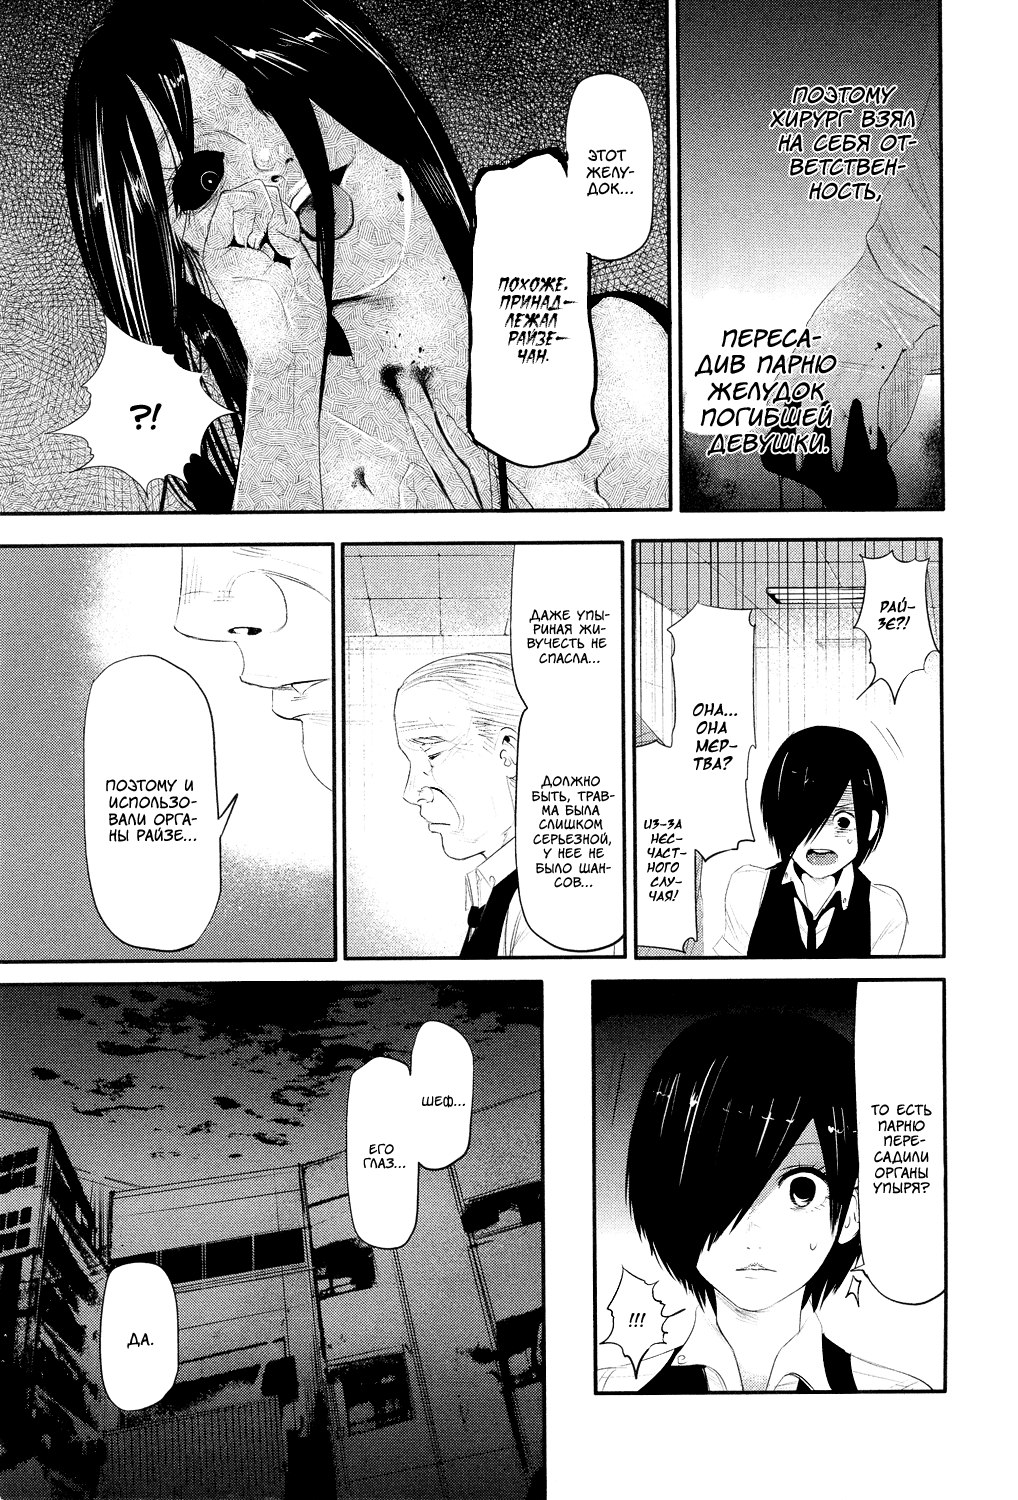 ПОЭТОМУ
ХИРУРГ ВЗЯЛ
НА СЕБЯ ОТ-
ВЕТСТВЕН-
НОСТЬ,
ПЕРЕСА-
ДИВ ПАРНЮ
ЖЕЛУДОК
ПОГИБШЕЙ
ДЕВУШКИ.
ЭТОТ
ЖЕЛУ-
ДОК...
ПОХОЖЕ,
ПРИНАД-
ЛЕЖАЛ
РАЙЗЕ-
ЧАН.
?!
РАЙ-
ЗЕ?!
ОНА...
ОНА
МЕР-
ТВА?
ИЗ-ЗА
НЕС-
ЧАСТ-
НОГО
СЛУ-
ЧАЯ!
ДАЖЕ УПЫ-
РИНАЯ ЖИ-
ВУЧЕСТЬ НЕ
СПАСЛА...
ДОЛЖНО
БЫТЬ, ТРАВ-
МА БЫЛА
СЛИШКОМ
СЕРЬЕЗНОЙ,
У НЕЕ НЕ
БЫЛО ШАН-
СОВ...
ПОЭТОМУ И
ИСПОЛЬЗО-
ВАЛИ ОРГА-
НЫ РАЙЗЕ...
ТО ЕСТЬ
ПАРНЮ
ПЕРЕ-
САДИЛИ
ОРГАНЫ
УПЫРЯ?
!!!
ШЕФ...
ЕГО
ГЛАЗ...
ДА.